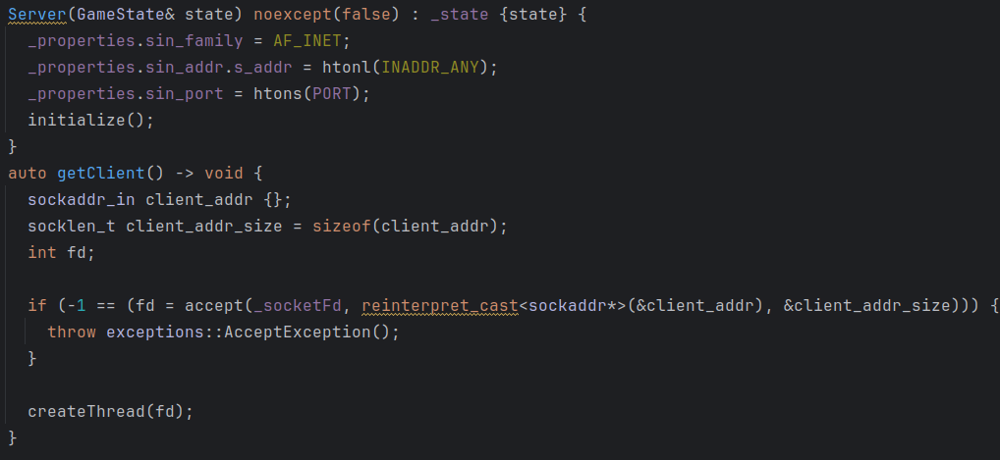 Server(GameState& state) noexcept(false) : _state {state} {
  _properties.sin_family = AF_INET;
  _properties.sin_addr.s_addr = htonl(INADDR_ANY);
  _properties.sin_port = htons(PORT);
  initialize();
}
auto getClient() -> void {
  sockaddr_in client_addr {};
  socklen_t client_addr_size = sizeof(client_addr);
  int fd;
  if (-1 == (fd = accept(_socketFd, reinterpret_cast<sockaddr*>(&client_addr), &client_addr_size))) {
    throw exceptions::AcceptException();
  }
  createThread(fd);
}